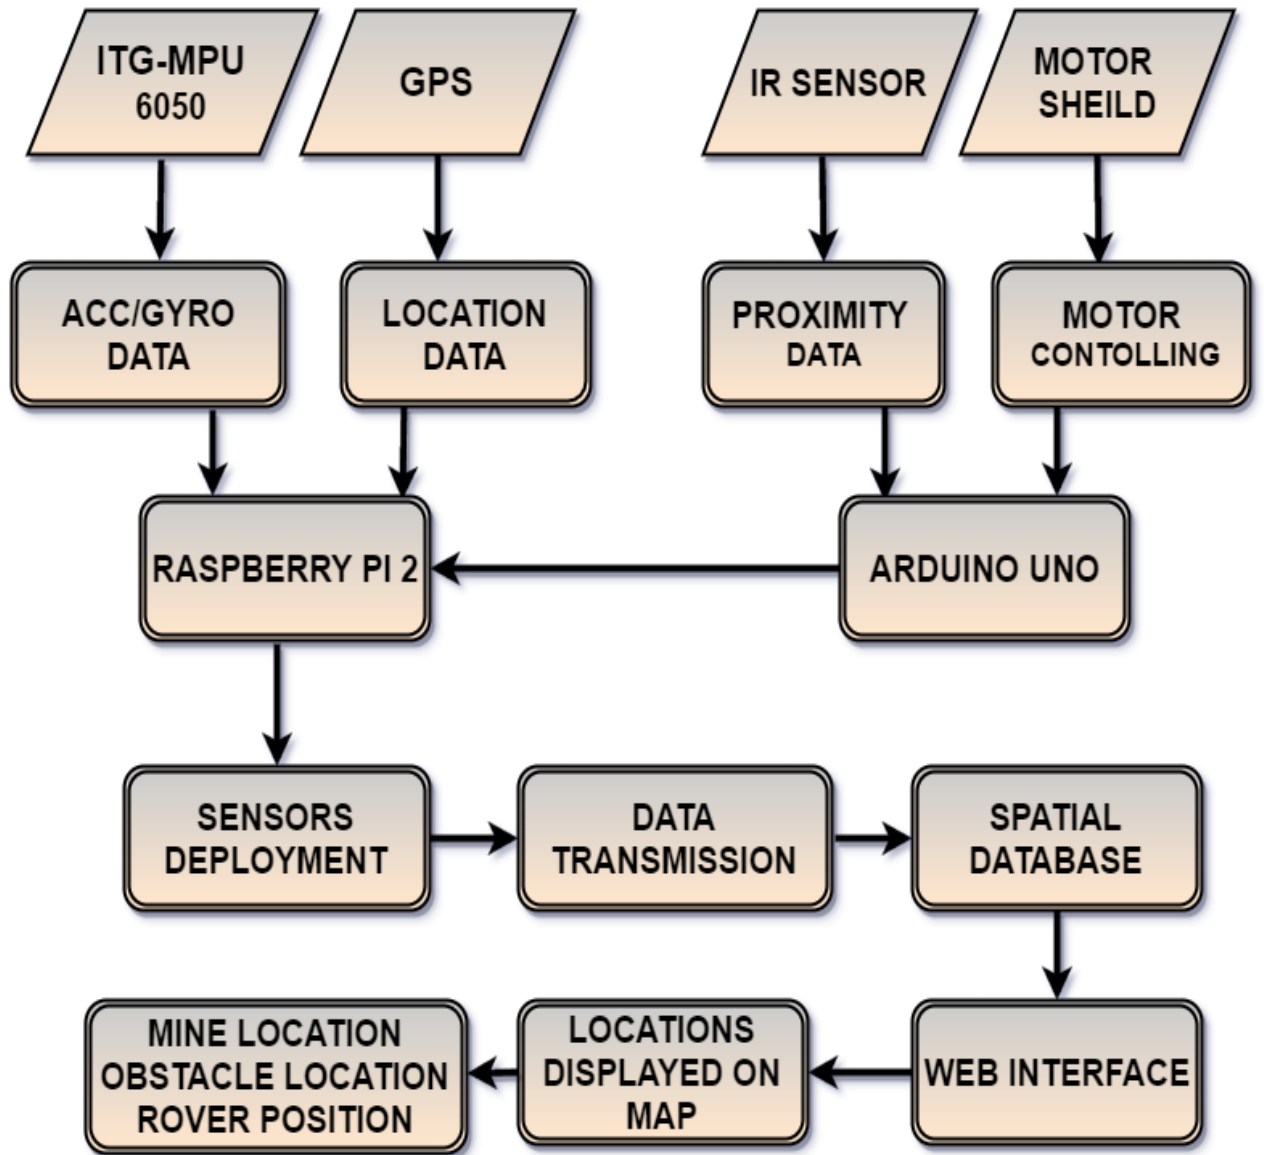 ITG-MPU
6050
GPS
IR SENSOR
MOTOR
SHEILD
ACC/GYRO
DATA
LOCATION
DATA
PROXIMITY
DATA
MOTOR
CONTOLLING
RASPBERRY PI 2
ARDUINO UNO
SENSORS
DEPLOYMENT
DATA
TRANSMISSION
SPATIAL
DATABASE
MINE LOCATION
OBSTACLE LOCATION
ROVER POSITION
LOCATIONS
DISPLAYED ON
MAP
WEB INTERFACE